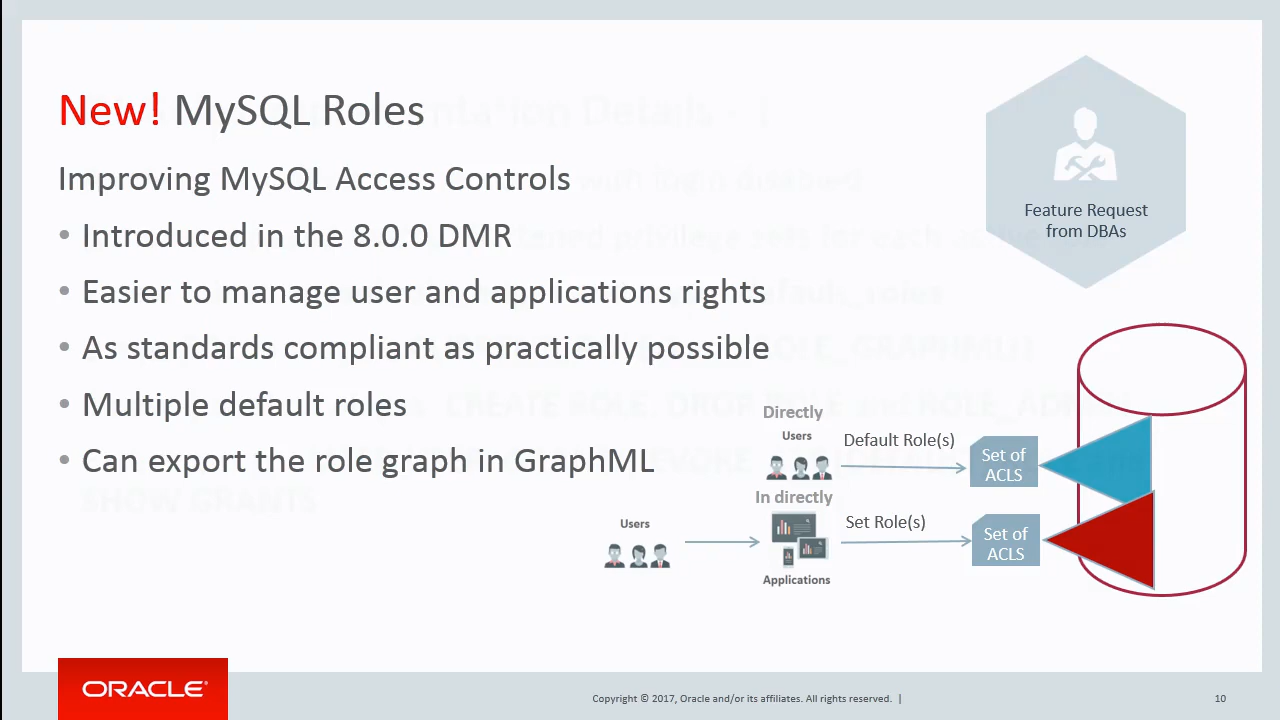 New! MySQL Roles
Improving MySQL Access Controls
• Introduced in the 8.0.0 DMR
• Easier to manage user and applications rights
• As standards compliant as practically possible
• Multiple default roles
• Can export the role graph in GraphML
Feature Request
from DBAs
Directly
Users
Default Role(s)
Set of
ACLS
In directly
Users
Set Role(s)
Set of
ACLS
Applications
SHOW GRANTS
ORACLE®
Copyright © 2017, Oracle and/or its affiliates. All rights reserved. |
10